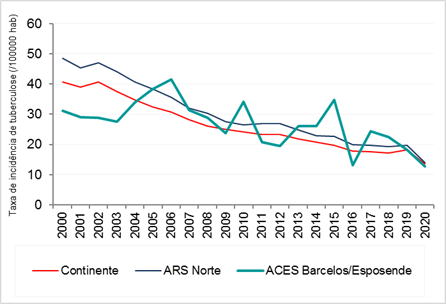 Taxa de incidência de tuberculose (/100000 hab)
60
50
40
30
20
10
0
2000 2001 2002 2003 2004 2005 2006 2007 2008 2009 2010 2011 2012 2013 2014 2015 2016 2017 2018 2019 2020
Continente ARS Norte ACES Barcelos/Esposende